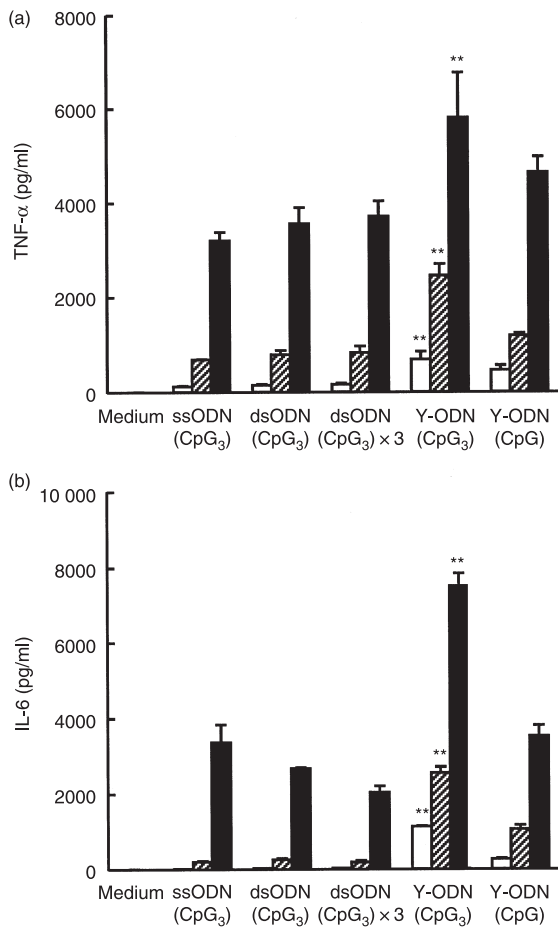 (a)
8000
6000
4000
2000
0
TNF-α (pg/ml)
**
**
**
Medium ssODN dsODN dsODN Y-ODN Y-ODN
(CpG₃) (CpG₃) (CpG₃) × 3 (CpG₃) (CpG)
(b)
10 000
8000
6000
4000
2000
0
IL-6 (pg/ml)
**
**
**
Medium ssODN dsODN dsODN Y-ODN Y-ODN
(CpG₃) (CpG₃) (CpG₃) × 3 (CpG₃) (CpG)